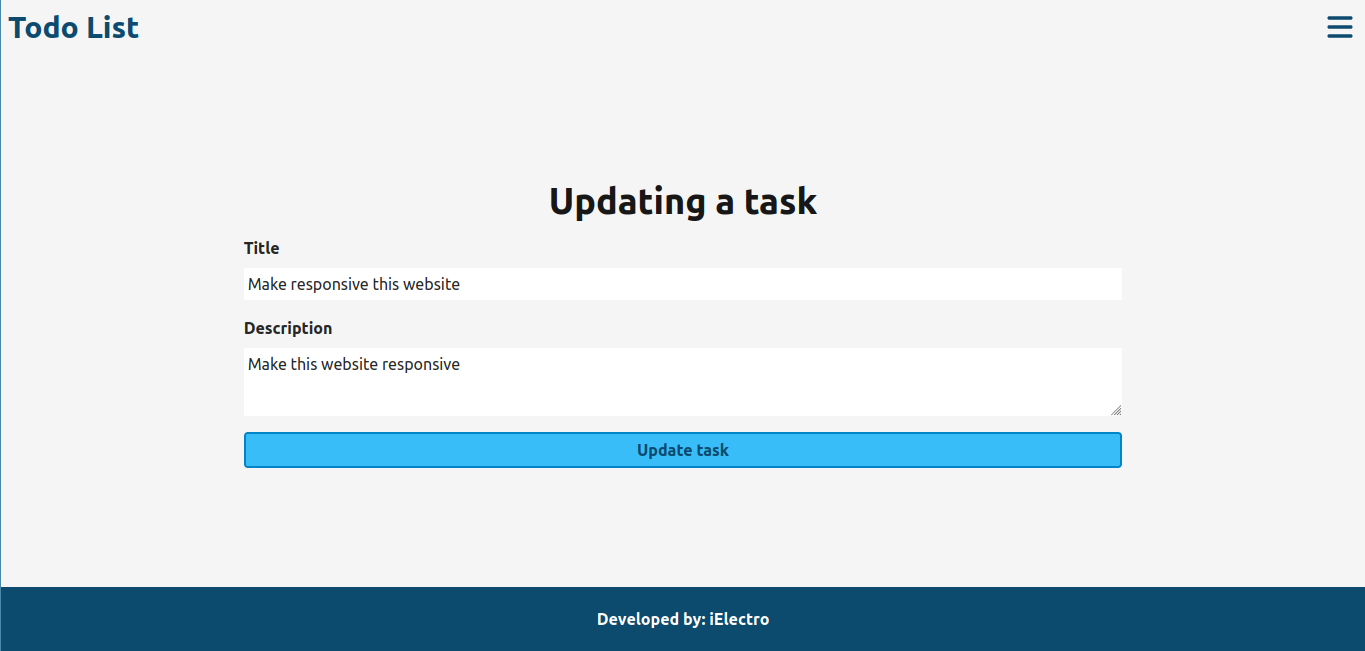 Todo List
Updating a task
Title
Make responsive this website
Description
Make this website responsive
Update task
Developed by: iElectro